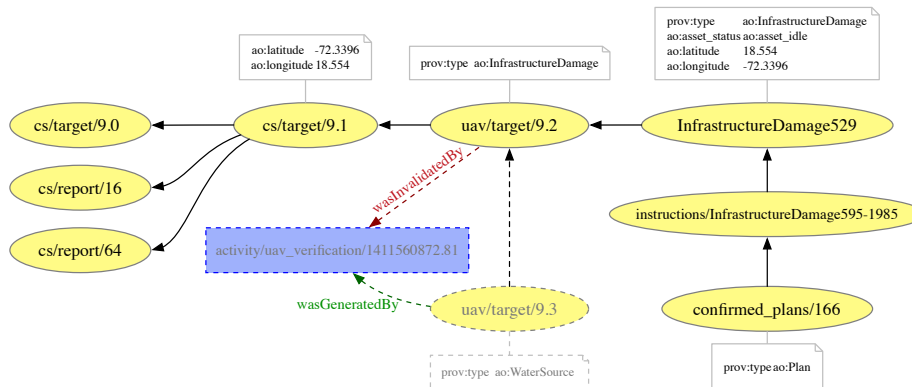 prov:type ao:InfrastructureDamage
ao:asset_status ao:asset_idle
ao:latitude 18.554
ao:longitude -72.3396
ao:latitude -72.3396
ao:longitude 18.554
prov:type ao:InfrastructureDamage
cs/target/9.0
cs/target/9.1
uav/target/9.2
InfrastructureDamage529
wasInvalidatedBy
cs/report/16
instructions/InfrastructureDamage595-1985
cs/report/64
activity/uav_verification/1411560872.81
wasGeneratedBy
uav/target/9.3
confirmed_plans/166
prov:type ao:WaterSource
prov:type ao:Plan